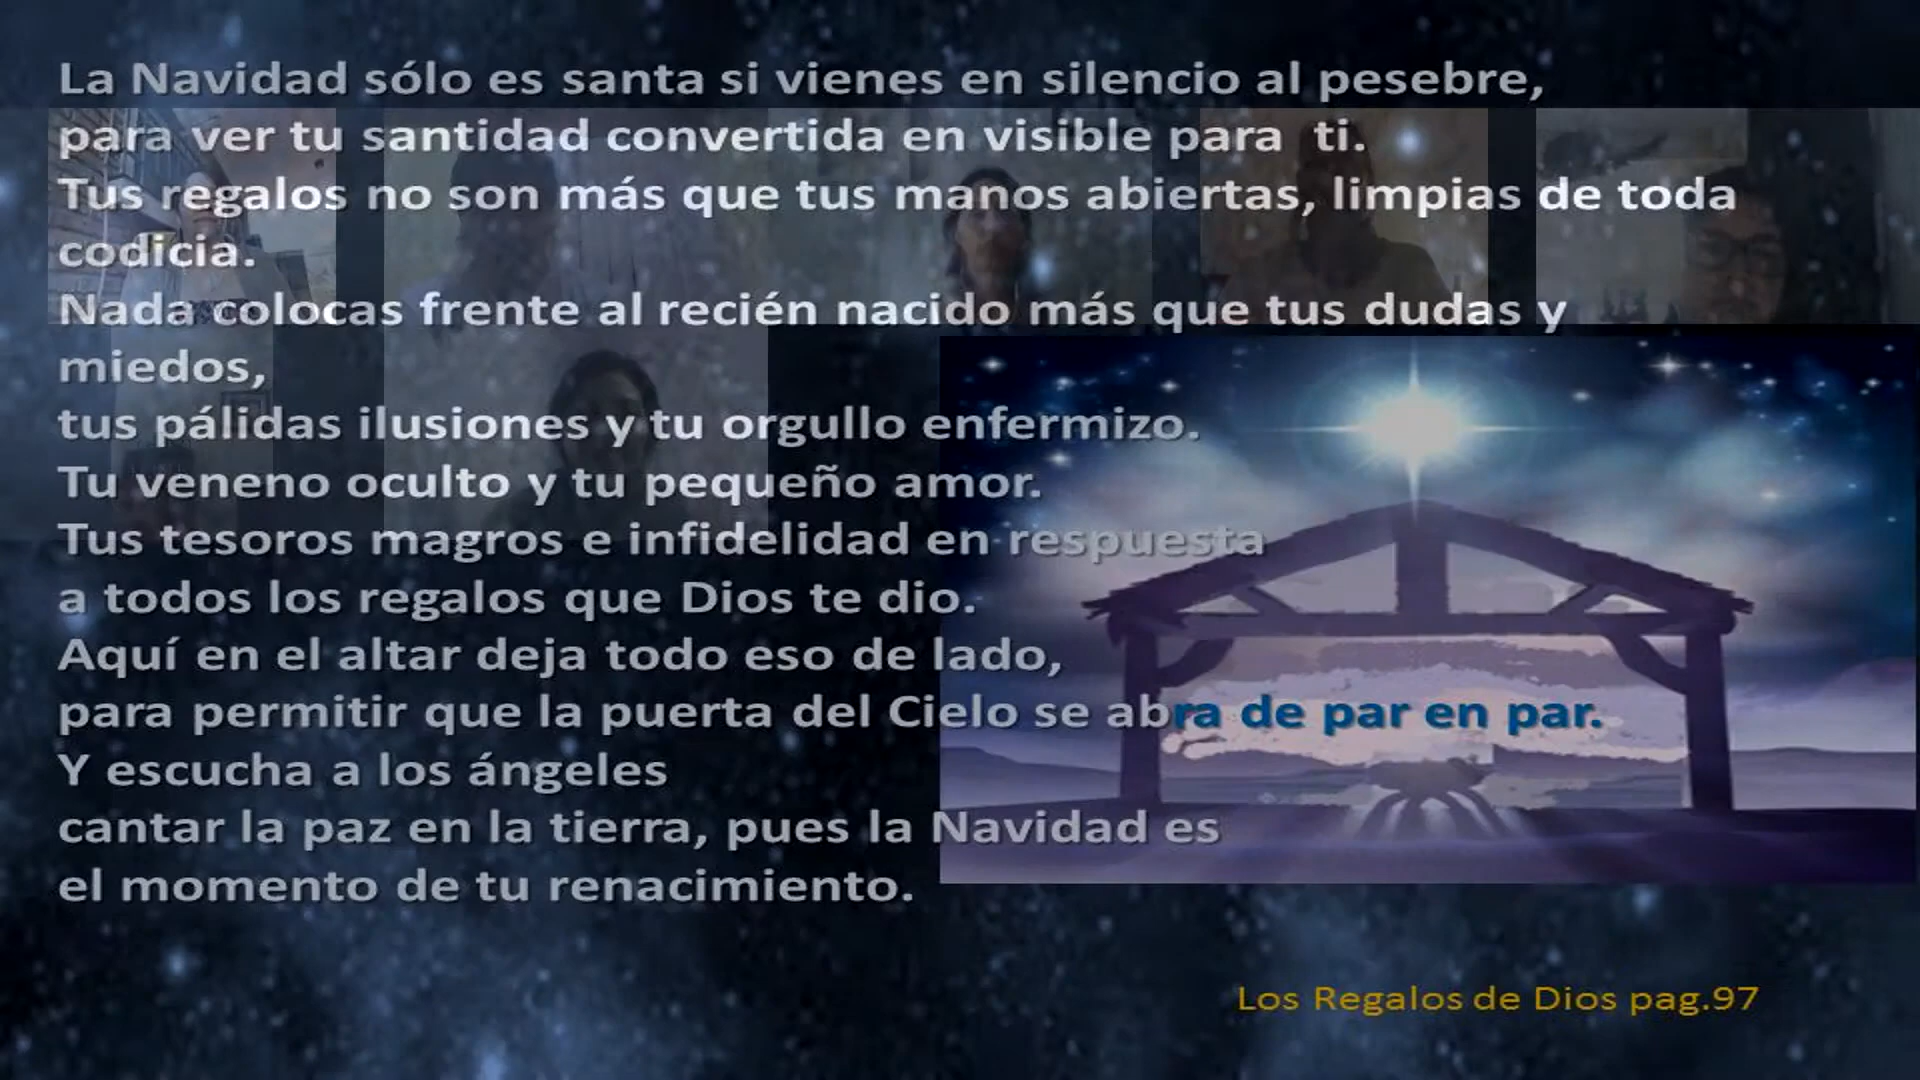 La Navidad sólo es santa si vienes en silencio al pesebre,
para ver tu santidad convertida en visible para ti.
Tus regalos no son más que tus manos abiertas, limpias de toda
codicia.
Nada colocas frente al recién nacido más que tus dudas y
miedos,
tus pálidas ilusiones y tu orgullo enfermizo.
Tu veneno oculto y tu pequeño amor.
Tus tesoros magros e infidelidad en respuesta
a todos los regalos que Dios te dio.
Aquí en el altar deja todo eso de lado,
para permitir que la puerta del Cielo se abra de par en par.
Y escucha a los ángeles
cantar la paz en la tierra, pues la Navidad es
el momento de tu renacimiento.
Los Regalos de Dios pag.97